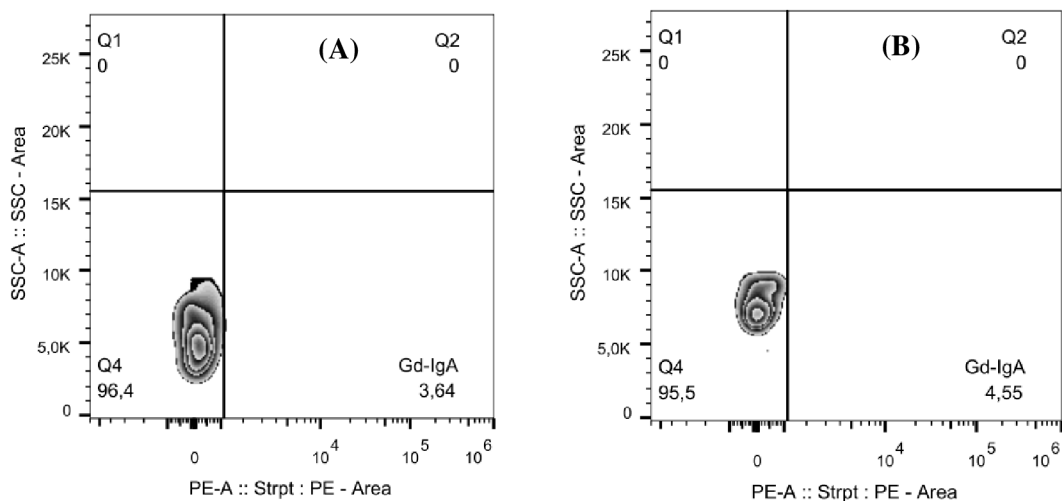 (A)
Q1
0
Q2
0
25K
20K
15K
10K
5,0K
0
SSC-A :: SSC - Area
Q4
96,4
Gd-IgA
3,64
0
10^4
10^5
10^6
PE-A :: Strpt : PE - Area
(B)
Q1
0
Q2
0
25K
20K
15K
10K
5,0K
0
SSC-A :: SSC - Area
Q4
95,5
Gd-IgA
4,55
0
10^4
10^5
10^6
PE-A :: Strpt : PE - Area